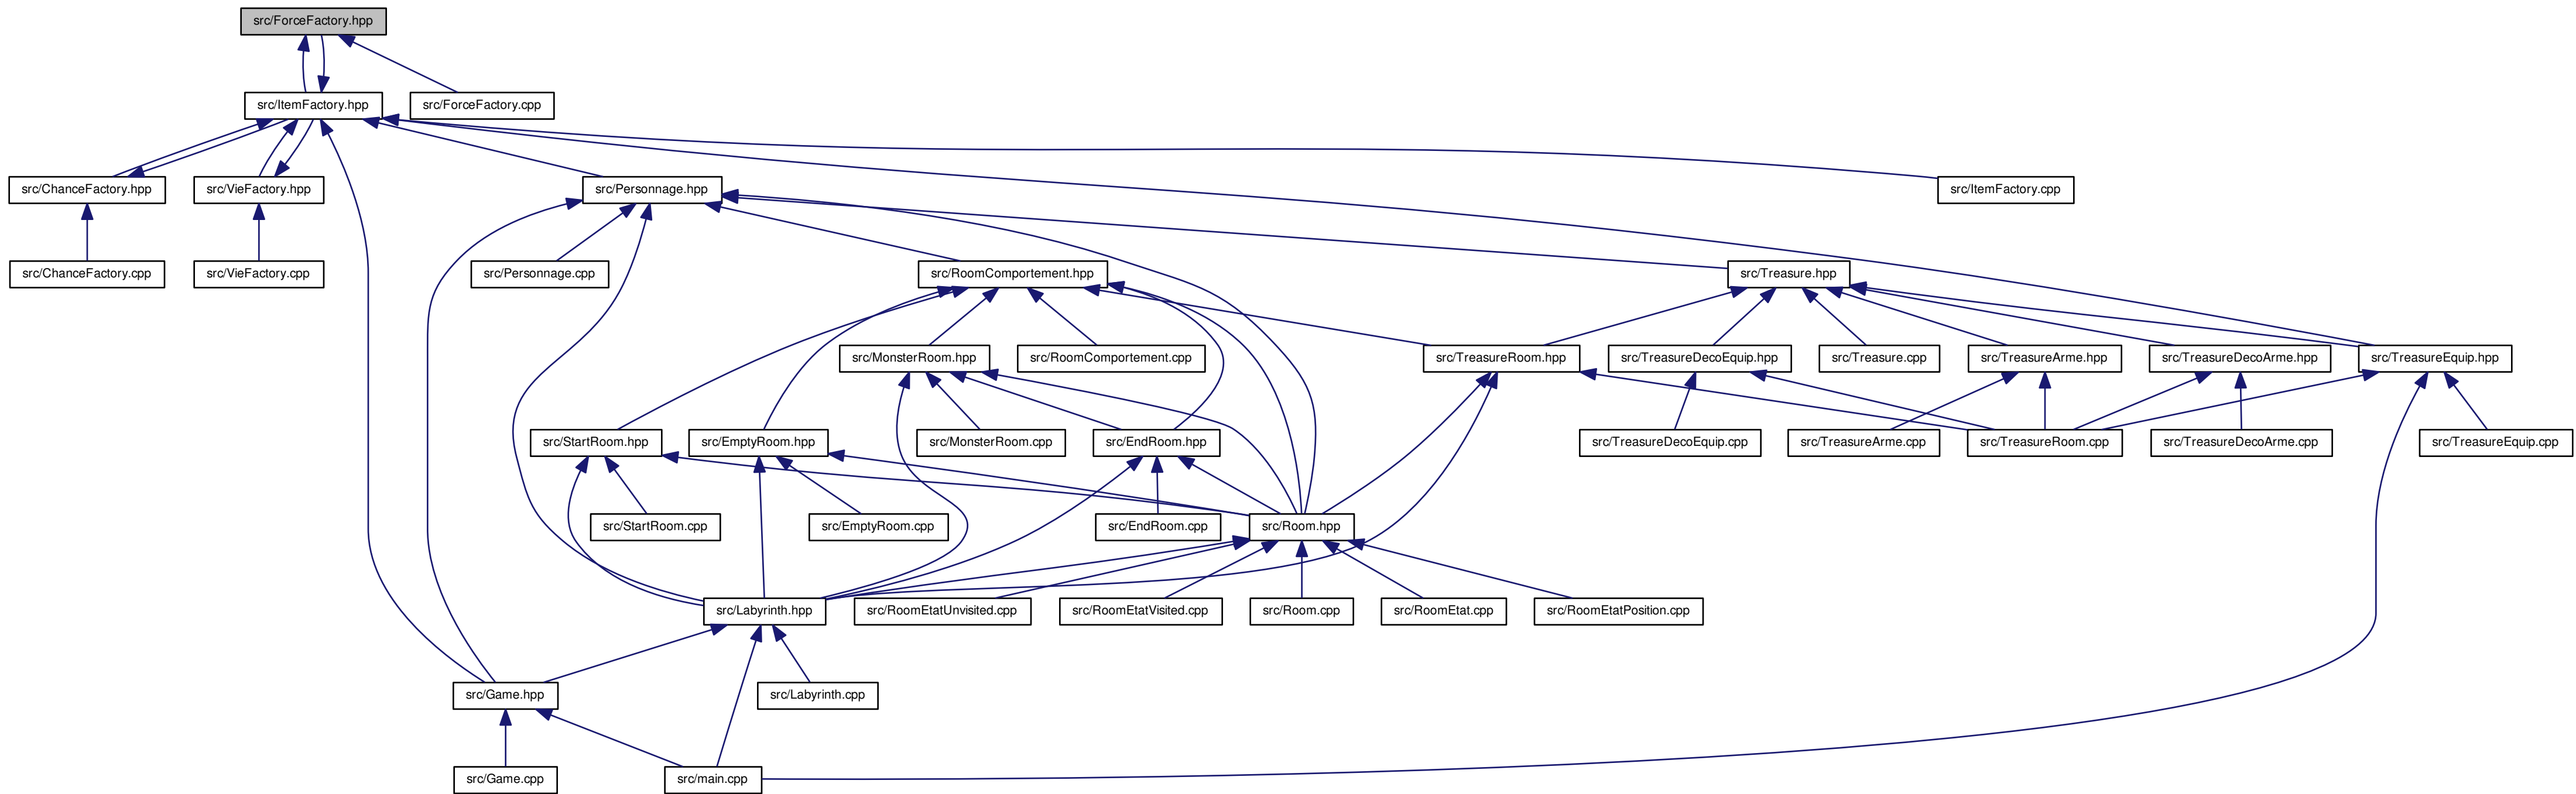 src/ForceFactory.hpp
src/ItemFactory.hpp
src/ForceFactory.cpp
src/ChanceFactory.hpp
src/VieFactory.hpp
src/Personnage.hpp
src/ItemFactory.cpp
src/ChanceFactory.cpp
src/VieFactory.cpp
src/Personnage.cpp
src/RoomComportement.hpp
src/Treasure.hpp
src/MonsterRoom.hpp
src/RoomComportement.cpp
src/TreasureRoom.hpp
src/TreasureDecoEquip.hpp
src/Treasure.cpp
src/TreasureArme.hpp
src/TreasureDecoArme.hpp
src/TreasureEquip.hpp
src/StartRoom.hpp
src/EmptyRoom.hpp
src/MonsterRoom.cpp
src/EndRoom.hpp
src/TreasureDecoEquip.cpp
src/TreasureArme.cpp
src/TreasureRoom.cpp
src/TreasureDecoArme.cpp
src/TreasureEquip.cpp
src/StartRoom.cpp
src/EmptyRoom.cpp
src/EndRoom.cpp
src/Room.hpp
src/Labyrinth.hpp
src/RoomEtatUnvisited.cpp
src/RoomEtatVisited.cpp
src/Room.cpp
src/RoomEtat.cpp
src/RoomEtatPosition.cpp
src/Game.hpp
src/Labyrinth.cpp
src/Game.cpp
src/main.cpp